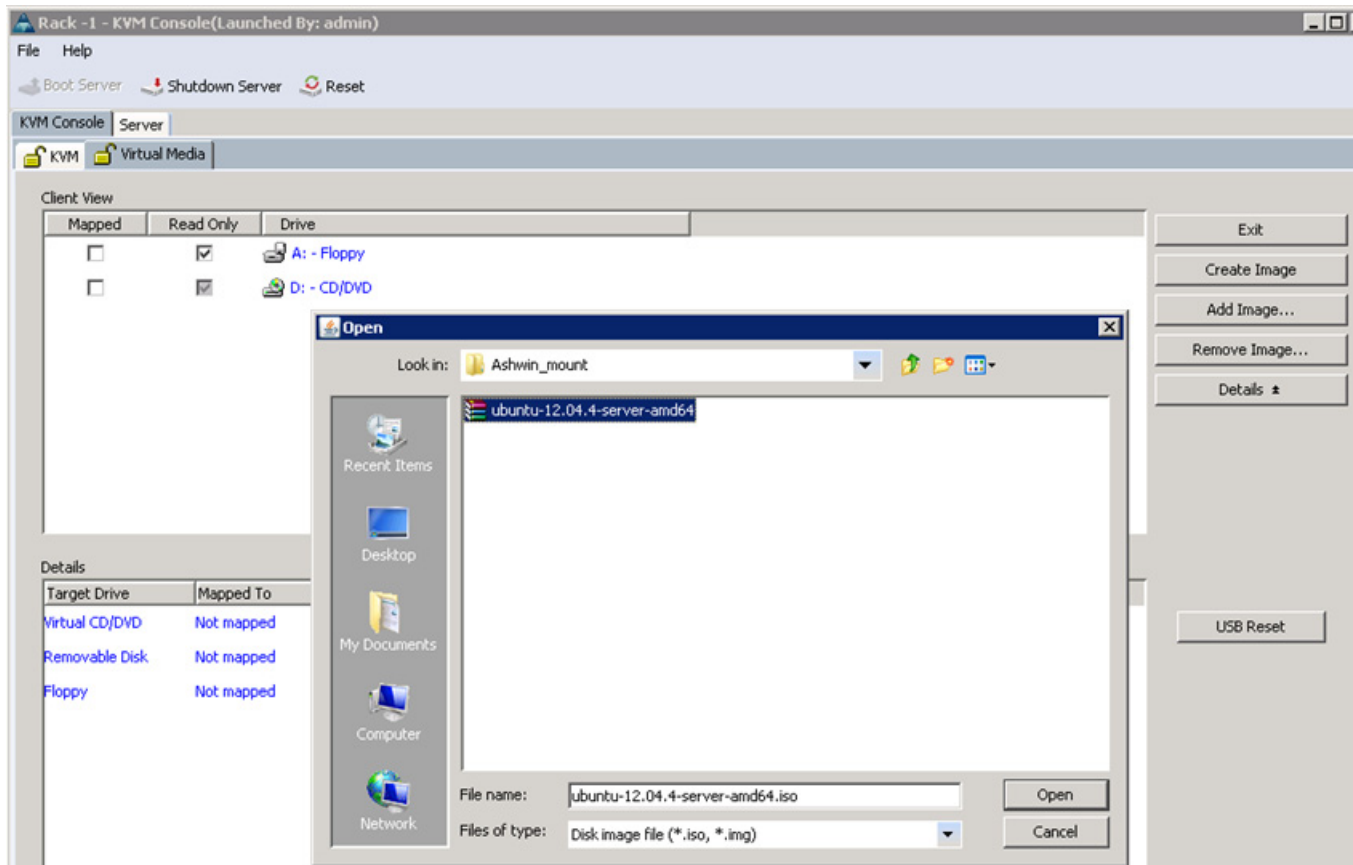 Rack -1 - KVM Console(Launched By: admin)
File Help
Boot Server Shutdown Server Reset
KVM Console Server
KVM Virtual Media
Client View
Mapped Read Only Drive
A: - Floppy
D: - CD/DVD
Exit
Create Image
Add Image...
Remove Image...
Details
Open
Look in: Ashwin_mount
ubuntu-12.04.4-server-amd64
Recent Items
Desktop
My Documents
Computer
Network
File name: ubuntu-12.04.4-server-amd64.iso Open
Files of type: Disk image file (*.iso, *.img) Cancel
Details
Target Drive Mapped To
Virtual CD/DVD Not mapped
Removable Disk Not mapped
Floppy Not mapped
USB Reset